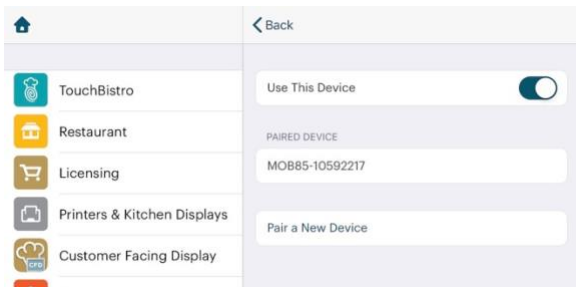 Back
TouchBistro
Restaurant
Licensing
Printers & Kitchen Displays
CFD
Customer Facing Display
Use This Device
PAIRED DEVICE
MOB85-10592217
Pair a New Device